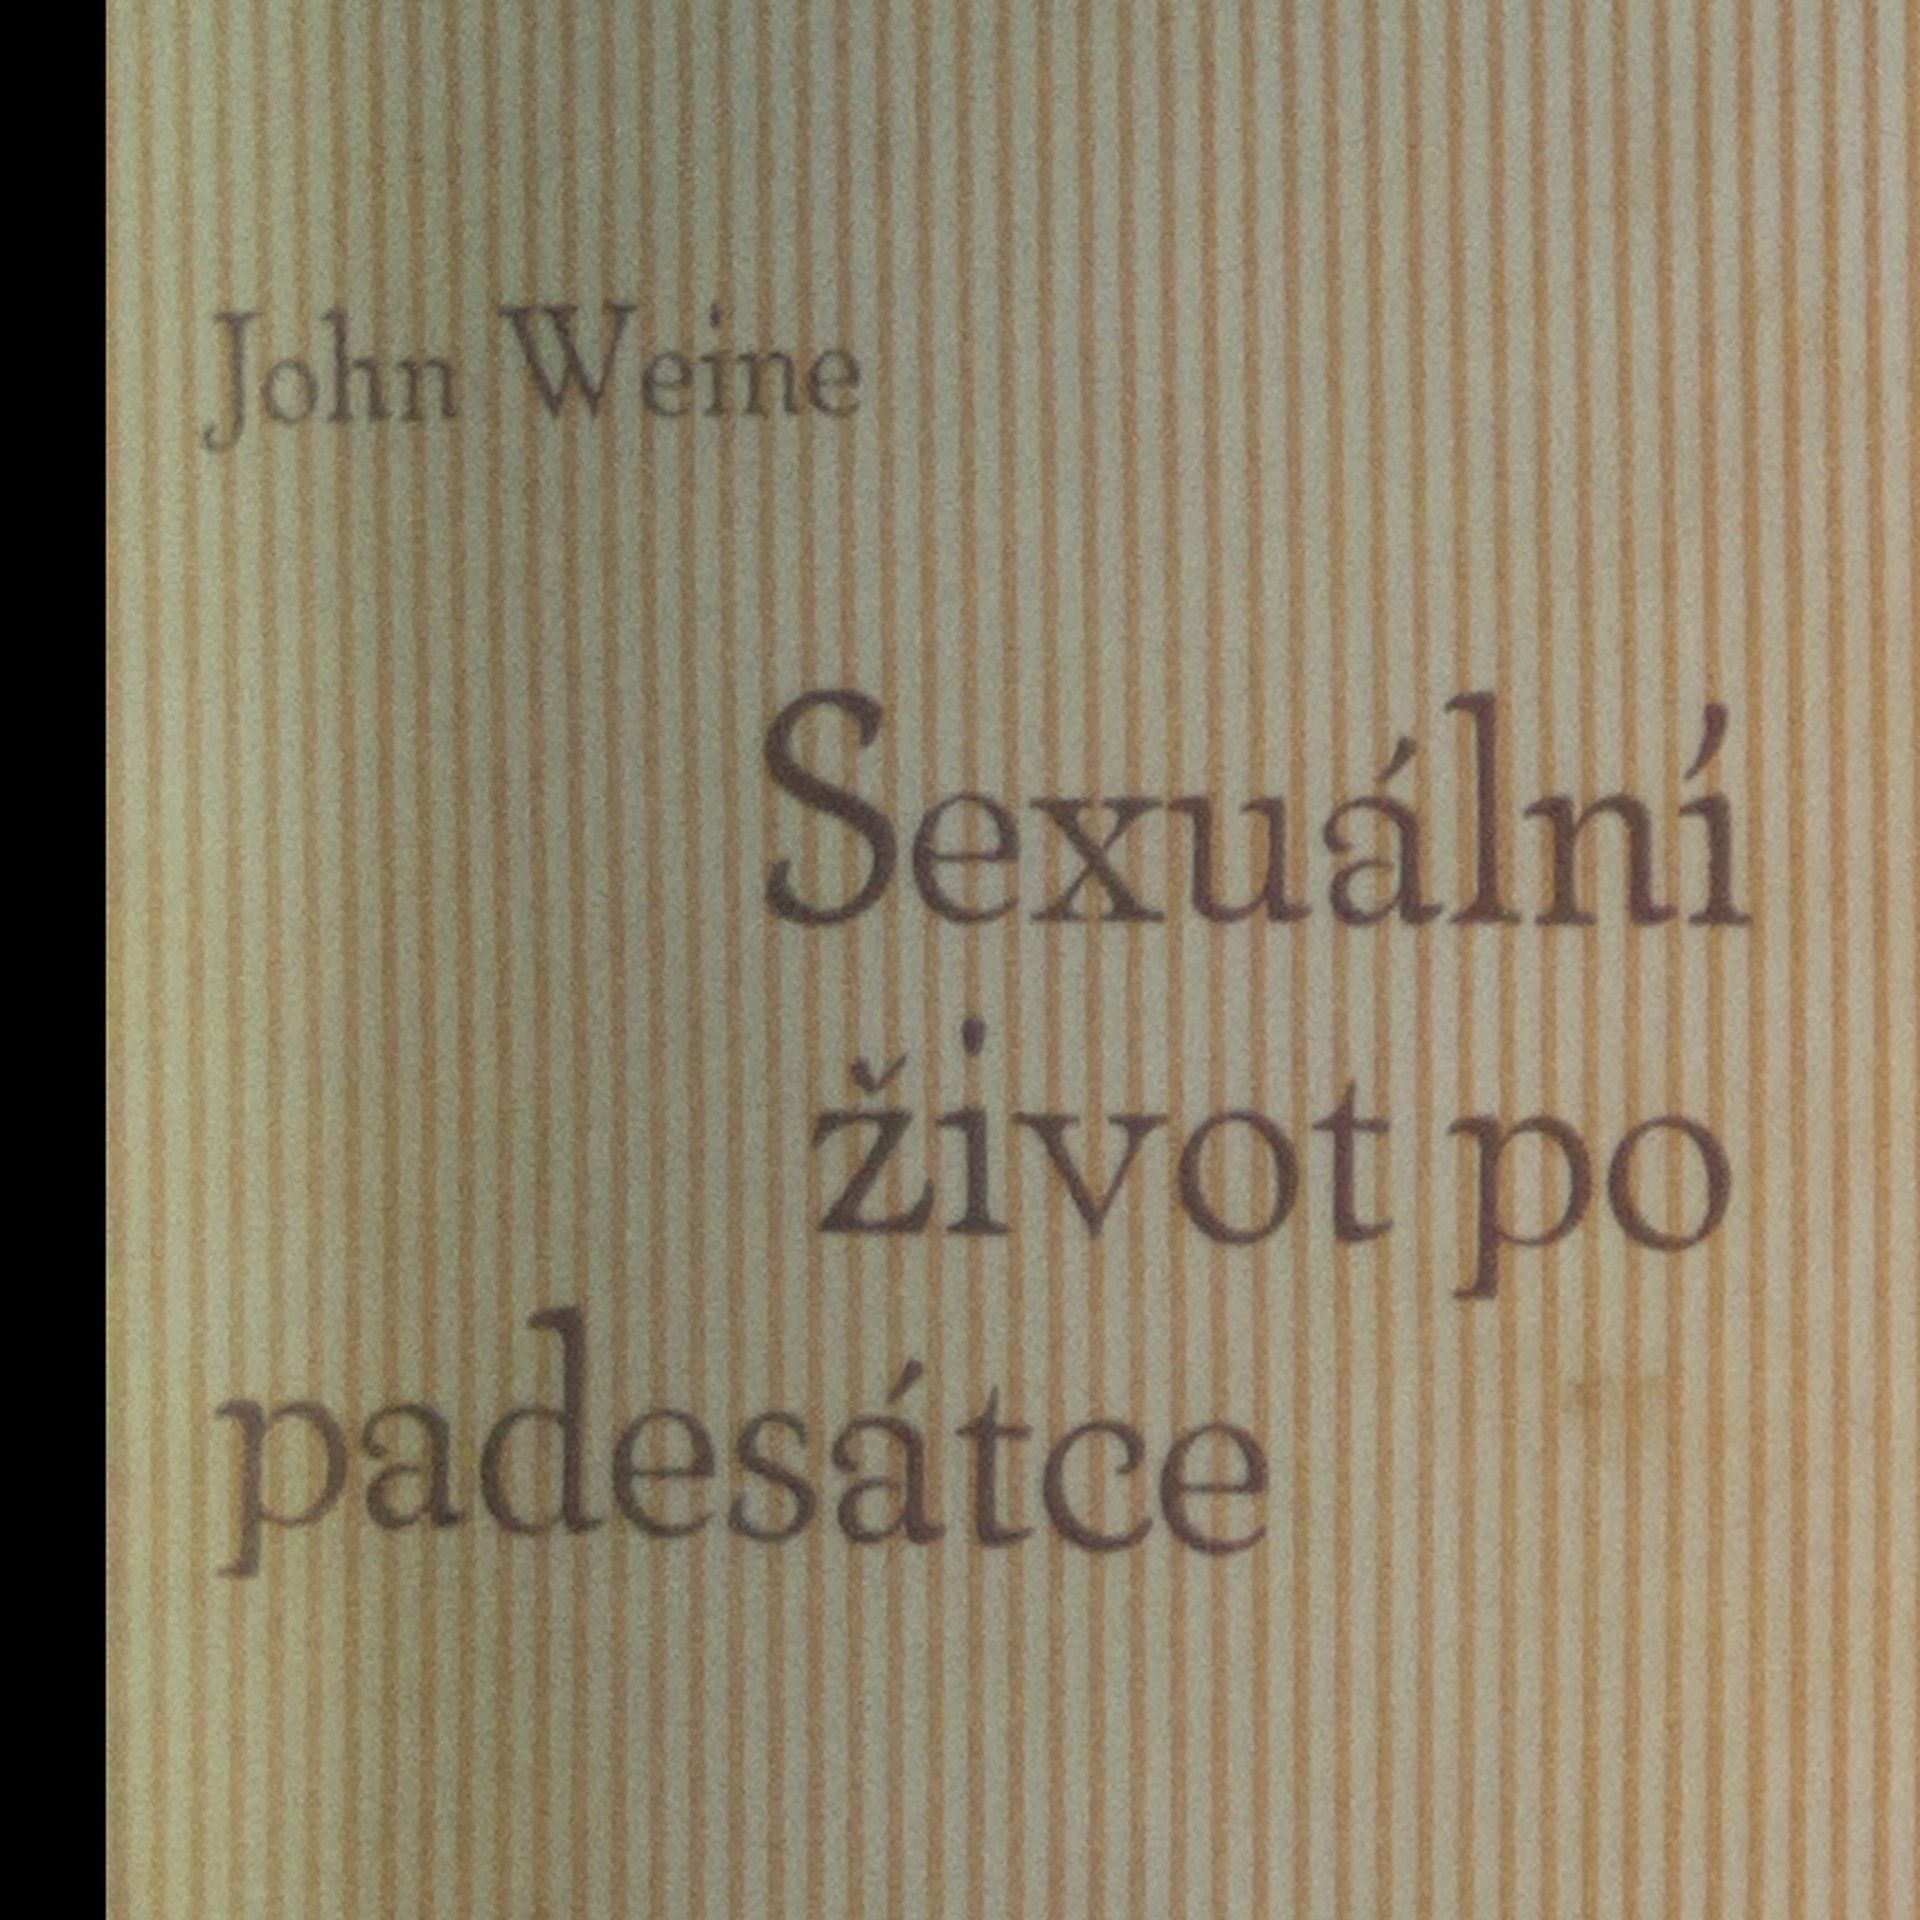 John Weine
Sexuální
život po
padesátce